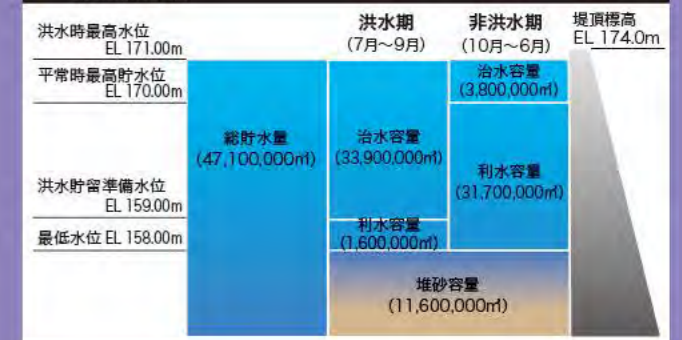 洪水期
(7月～9月)
非洪水期
(10月～6月)
堤頂標高
EL 174.0m
洪水時最高水位
EL 171.00m
平常時最高貯水位
EL 170.00m
洪水貯留準備水位
EL 159.00m
最低水位 EL 158.00m
総貯水量
(47,100,000㎥)
治水容量
(33,900,000㎥)
利水容量
(1,600,000㎥)
治水容量
(3,800,000㎥)
利水容量
(31,700,000㎥)
堆砂容量
(11,600,000㎥)